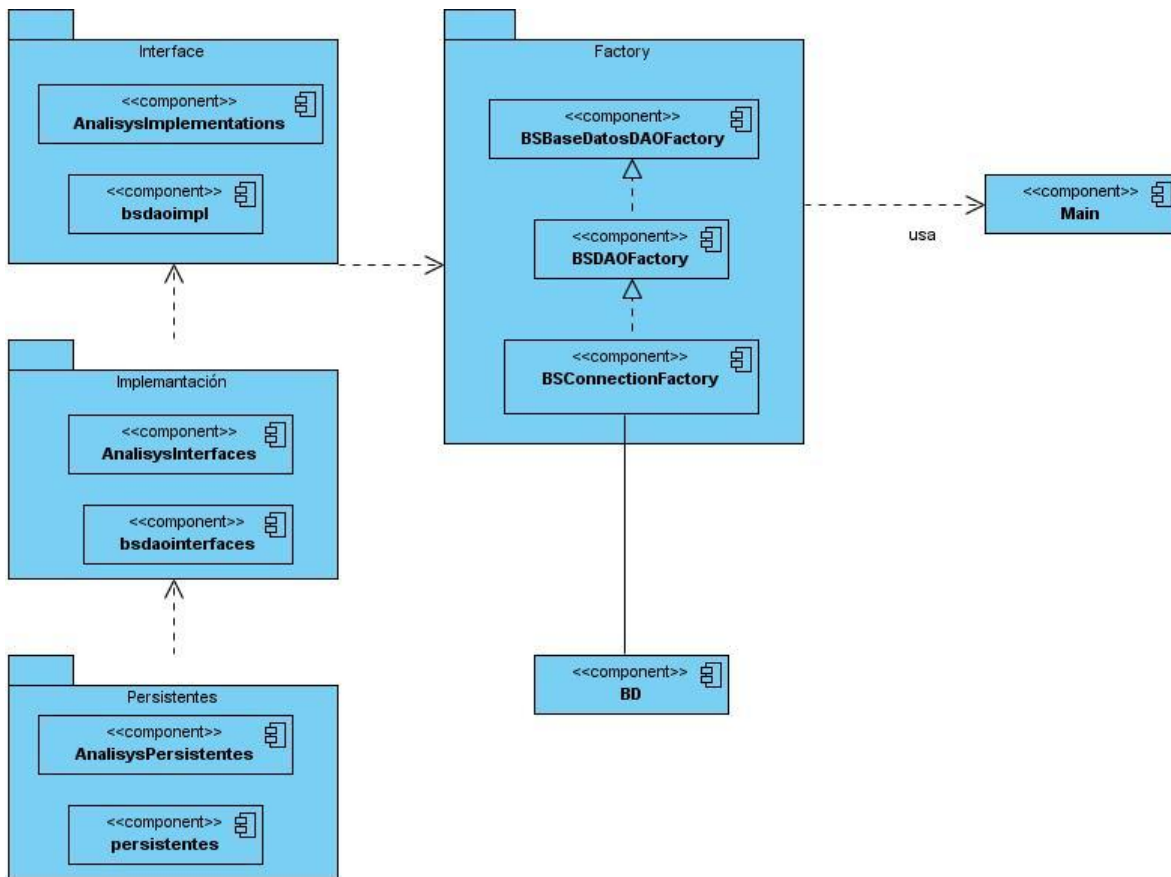 Interface
<<component>>
AnalisysImplementations
<<component>>
bsdaoimpl
Implemantación
<<component>>
AnalisysInterfaces
<<component>>
bsdaointerfaces
Persistentes
<<component>>
AnalisysPersistentes
<<component>>
persistentes
Factory
<<component>>
BSBaseDatosDAOFactory
<<component>>
BSDAOFactory
<<component>>
BSConnectionFactory
<<component>>
BD
usa
<<component>>
Main